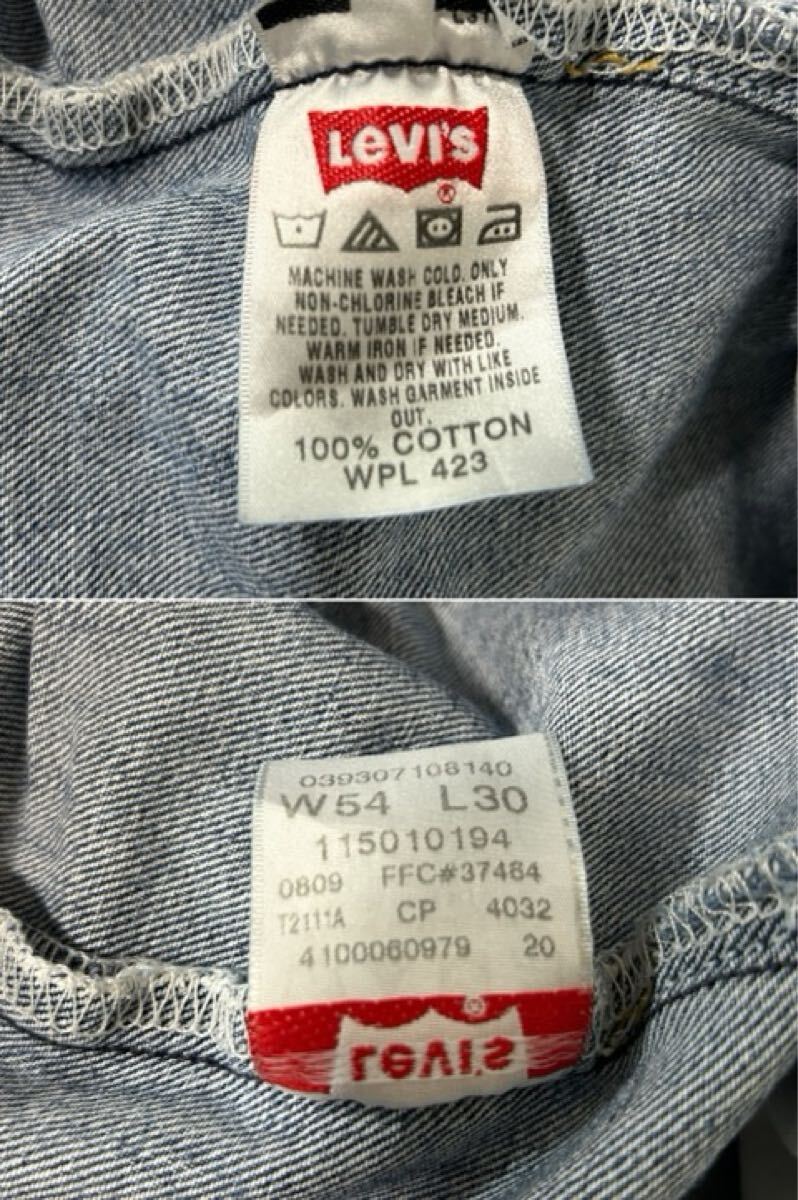 Levi's
®
MACHINE WASH COLD. ONLY
NON-CHLORINE BLEACH IF
NEEDED. TUMBLE DRY MEDIUM.
WARM IRON IF NEEDED.
WASH AND DRY WITH LIKE
COLORS. WASH GARMENT INSIDE
OUT.
100% COTTON
WPL 423
039307108140
W54 L30
115010194
0809 FFC#37484
T2111A CP 4032
4100060979 20
Levi's